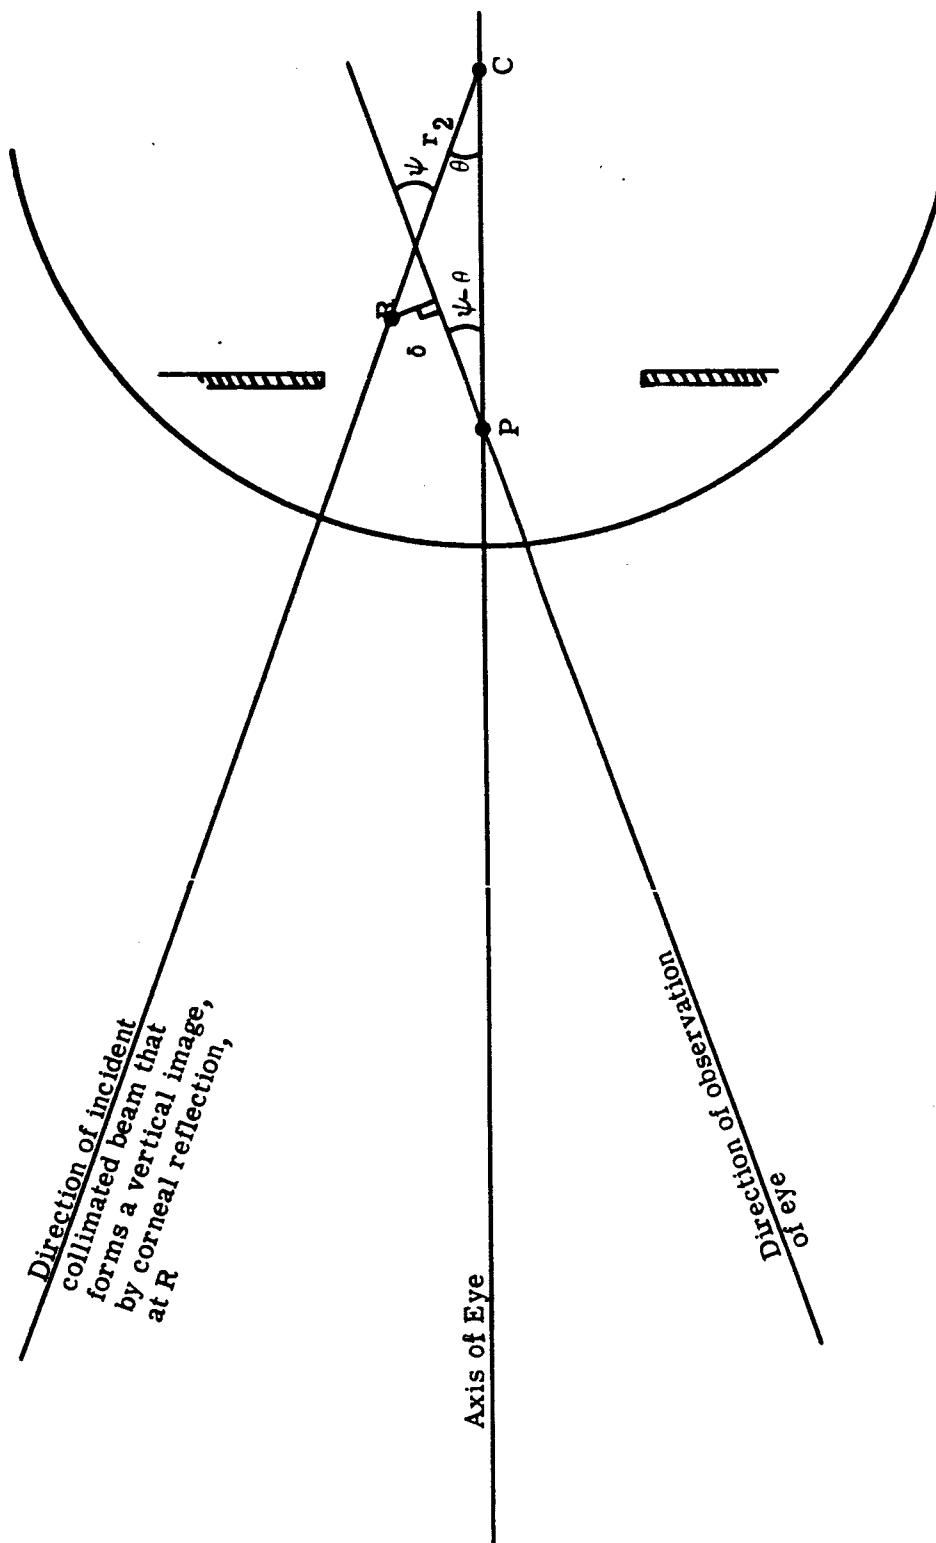 Direction of incident
collimated beam that
forms a vertical image,
by corneal reflection,
at R
Axis of Eye
Direction of observation
of eye
R
δ
ψ
r₂
θ
ψ-θ
P
C